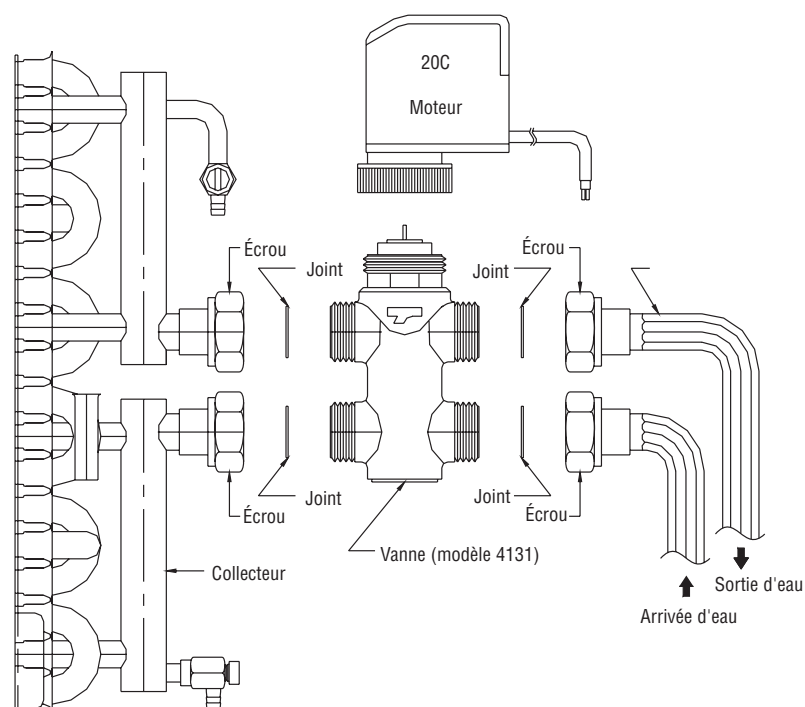 20C
Moteur
Écrou
Joint
Joint
Écrou
Joint
Écrou
Joint
Écrou
Vanne (modèle 4131)
Collecteur
Sortie d'eau
Arrivée d'eau